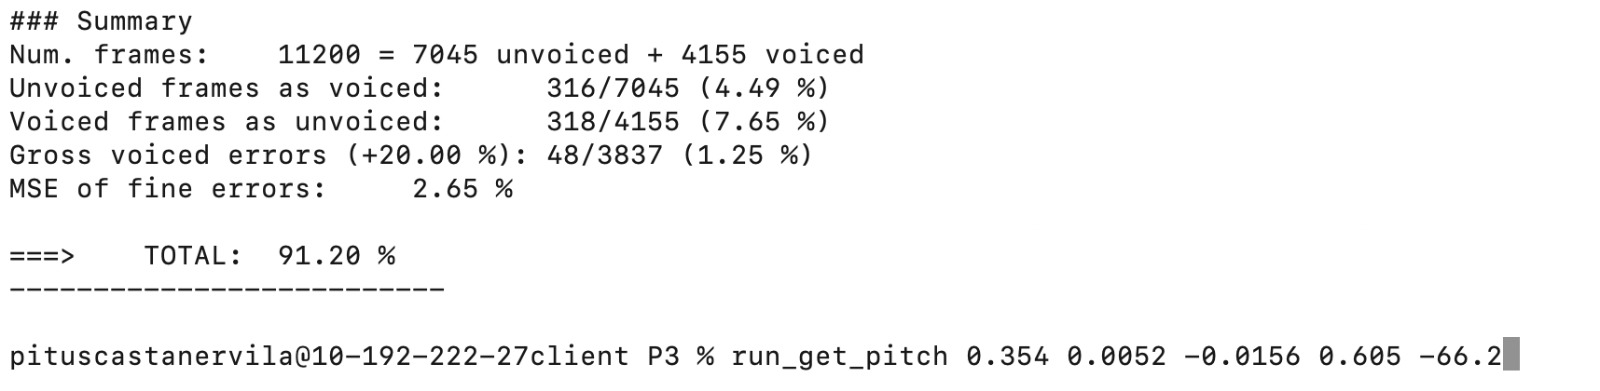 ### Summary
Num. frames:    11200 = 7045 unvoiced + 4155 voiced
Unvoiced frames as voiced:      316/7045 (4.49 %)
Voiced frames as unvoiced:      318/4155 (7.65 %)
Gross voiced errors (+20.00 %): 48/3837 (1.25 %)
MSE of fine errors:     2.65 %
===>    TOTAL:  91.20 %
--------------------------
pituscastanervila@10-192-222-27client P3 % run_get_pitch 0.354 0.0052 -0.0156 0.605 -66.2